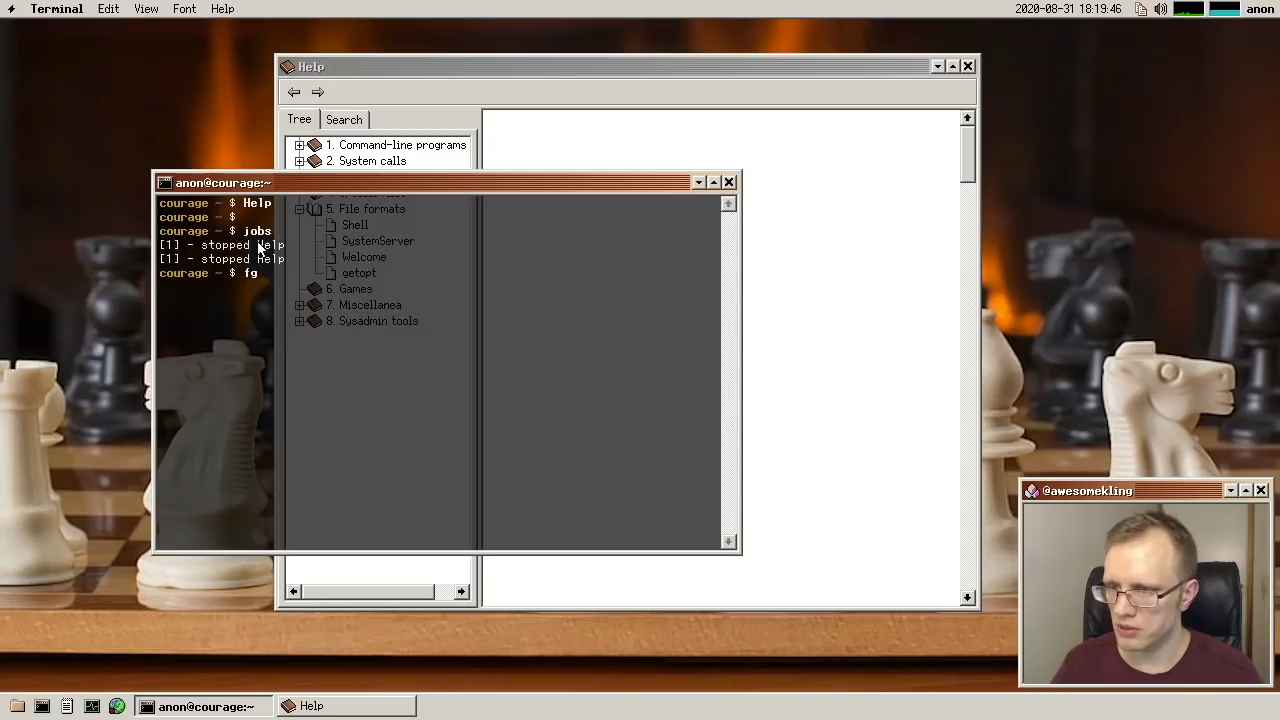 Terminal Edit View Font Help 2020-08-31 18:19:46 anon
Help
Tree Search
1. Command-line programs
2. System calls
anon@courage:~
courage ~ $ Help
courage ~ $
courage ~ $ jobs
[1] - stopped Help
[1] - stopped Help
courage ~ $ fg
5. File formats
Shell
SystemServer
Welcome
getopt
6. Games
7. Miscellanea
8. Sysadmin tools
@awesomekling
anon@courage:~ Help